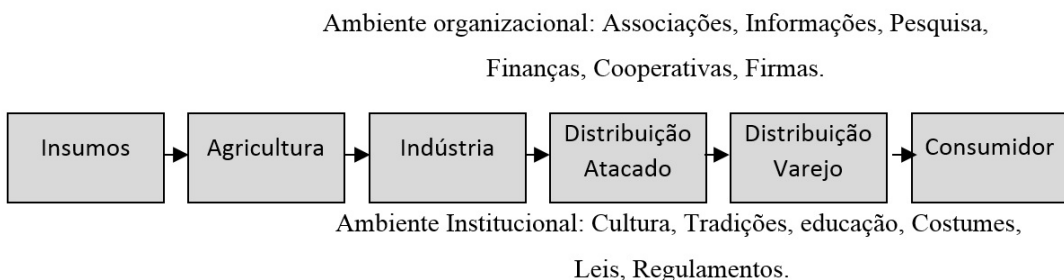 Ambiente organizacional: Associações, Informações, Pesquisa,
Finanças, Cooperativas, Firmas.
Insumos
Agricultura
Indústria
Distribuição
Atacado
Distribuição
Varejo
Consumidor
Ambiente Institucional: Cultura, Tradições, educação, Costumes,
Leis, Regulamentos.